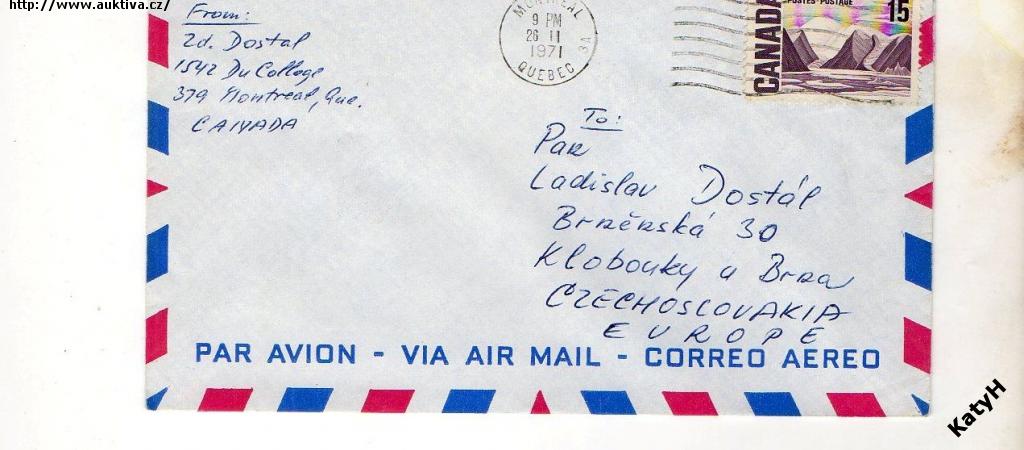 http://www.auktiva.cz/
From:
Zd. Dostal
1542 Du College
379 Montreal, Que.
CANADA
MONTREAL
9 PM
26 II
1971
QUEBEC
3A
POSTES-POSTAGE
15
CANADA
To:
Pan
Ladislav Dostál
Brněnská 30
Klobouky u Brna
CZECHOSLOVAKIA
EUROPE
PAR AVION - VIA AIR MAIL - CORREO AEREO
KatyH